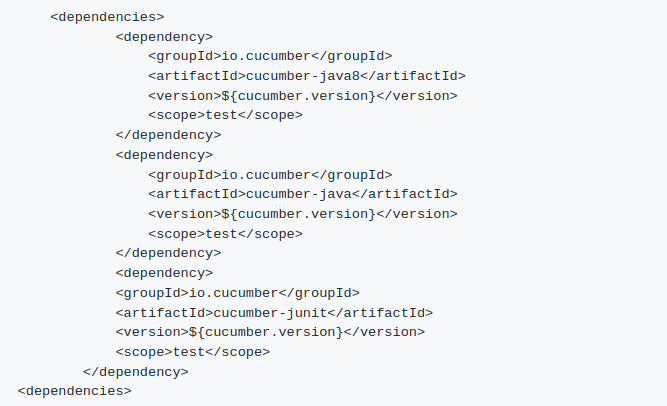 <dependencies>
<dependency>
<groupId>io.cucumber</groupId>
<artifactId>cucumber-java8</artifactId>
<version>${cucumber.version}</version>
<scope>test</scope>
</dependency>
<dependency>
<groupId>io.cucumber</groupId>
<artifactId>cucumber-java</artifactId>
<version>${cucumber.version}</version>
<scope>test</scope>
</dependency>
<dependency>
<groupId>io.cucumber</groupId>
<artifactId>cucumber-junit</artifactId>
<version>${cucumber.version}</version>
<scope>test</scope>
</dependency>
<dependencies>